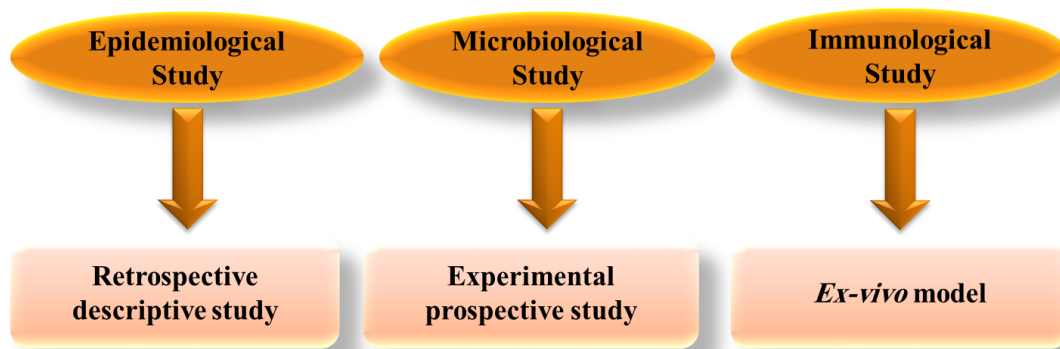 Epidemiological
Study
Microbiological
Study
Immunological
Study
Retrospective
descriptive study
Experimental
prospective study
Ex-vivo model